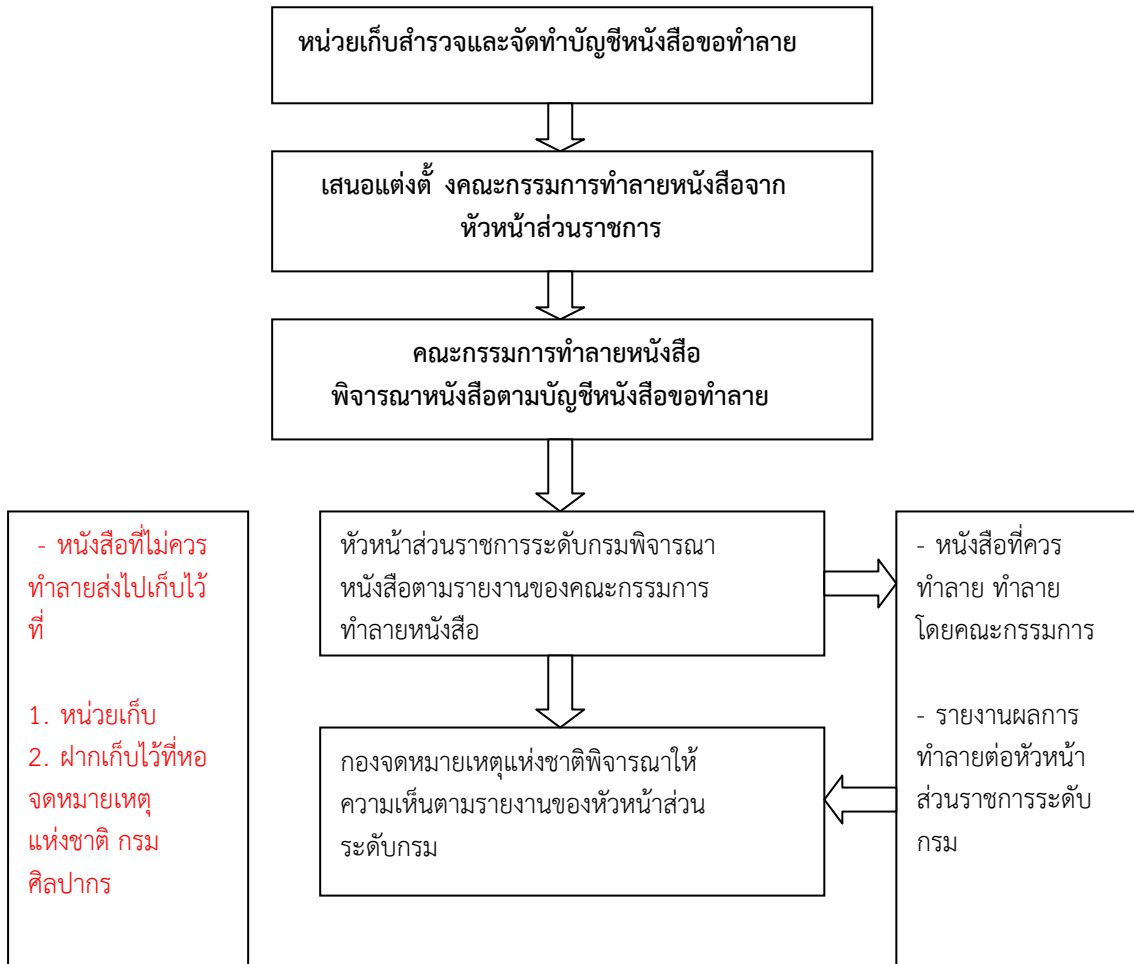 หน่วยเก็บสำรวจและจัดทำบัญชีหนังสือขอทำลาย
เสนอแต่งตั้ งคณะกรรมการทำลายหนังสือจาก
หัวหน้าส่วนราชการ
คณะกรรมการทำลายหนังสือ
พิจารณาหนังสือตามบัญชีหนังสือขอทำลาย
- หนังสือที่ไม่ควร
ทำลายส่งไปเก็บไว้
ที่
1. หน่วยเก็บ
2. ฝากเก็บไว้ที่หอ
จดหมายเหตุ
แห่งชาติ กรม
ศิลปากร
หัวหน้าส่วนราชการระดับกรมพิจารณา
หนังสือตามรายงานของคณะกรรมการ
ทำลายหนังสือ
กองจดหมายเหตุแห่งชาติพิจารณาให้
ความเห็นตามรายงานของหัวหน้าส่วน
ระดับกรม
- หนังสือที่ควร
ทำลาย ทำลาย
โดยคณะกรรมการ
- รายงานผลการ
ทำลายต่อหัวหน้า
ส่วนราชการระดับ
กรม